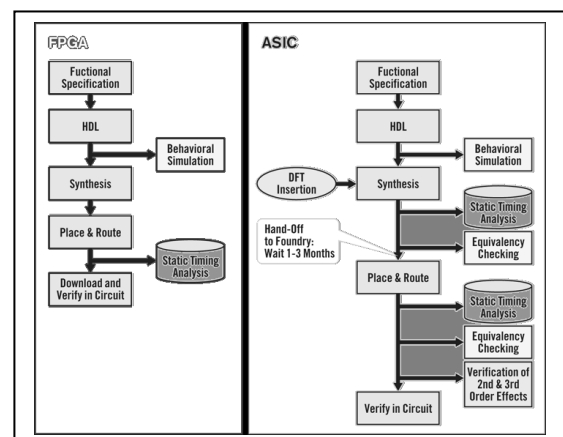 FPGA
Fuctional
Specification
HDL
Behavioral
Simulation
Synthesis
Place & Route
Static Timing
Analysis
Download and
Verify in Circuit
ASIC
Fuctional
Specification
HDL
Behavioral
Simulation
DFT
Insertion
Synthesis
Static Timing
Analysis
Hand-Off
to Foundry:
Wait 1-3 Months
Equivalency
Checking
Place & Route
Static Timing
Analysis
Equivalency
Checking
Verification of
2nd & 3rd
Order Effects
Verify in Circuit